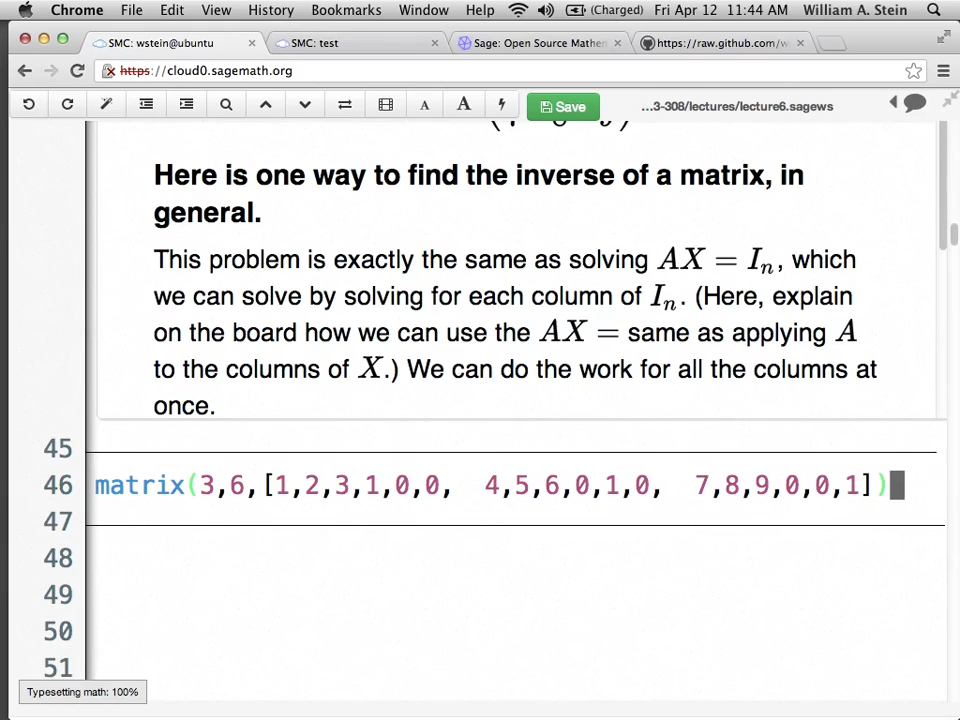 Chrome File Edit View History Bookmarks Window Help (Charged) Fri Apr 12 11:44 AM William A. Stein
SMC: wstein@ubuntu × SMC: test × Sage: Open Source Mathe × https://raw.github.com/w ×
https://cloud0.sagemath.org
A A Save ...3-308/lectures/lecture6.sagews
Here is one way to find the inverse of a matrix, in
general.
This problem is exactly the same as solving AX = Iₙ, which
we can solve by solving for each column of Iₙ. (Here, explain
on the board how we can use the AX = same as applying A
to the columns of X.) We can do the work for all the columns at
once.
45
46 matrix(3,6,[1,2,3,1,0,0, 4,5,6,0,1,0, 7,8,9,0,0,1])
47
48
49
50
51
Typesetting math: 100%